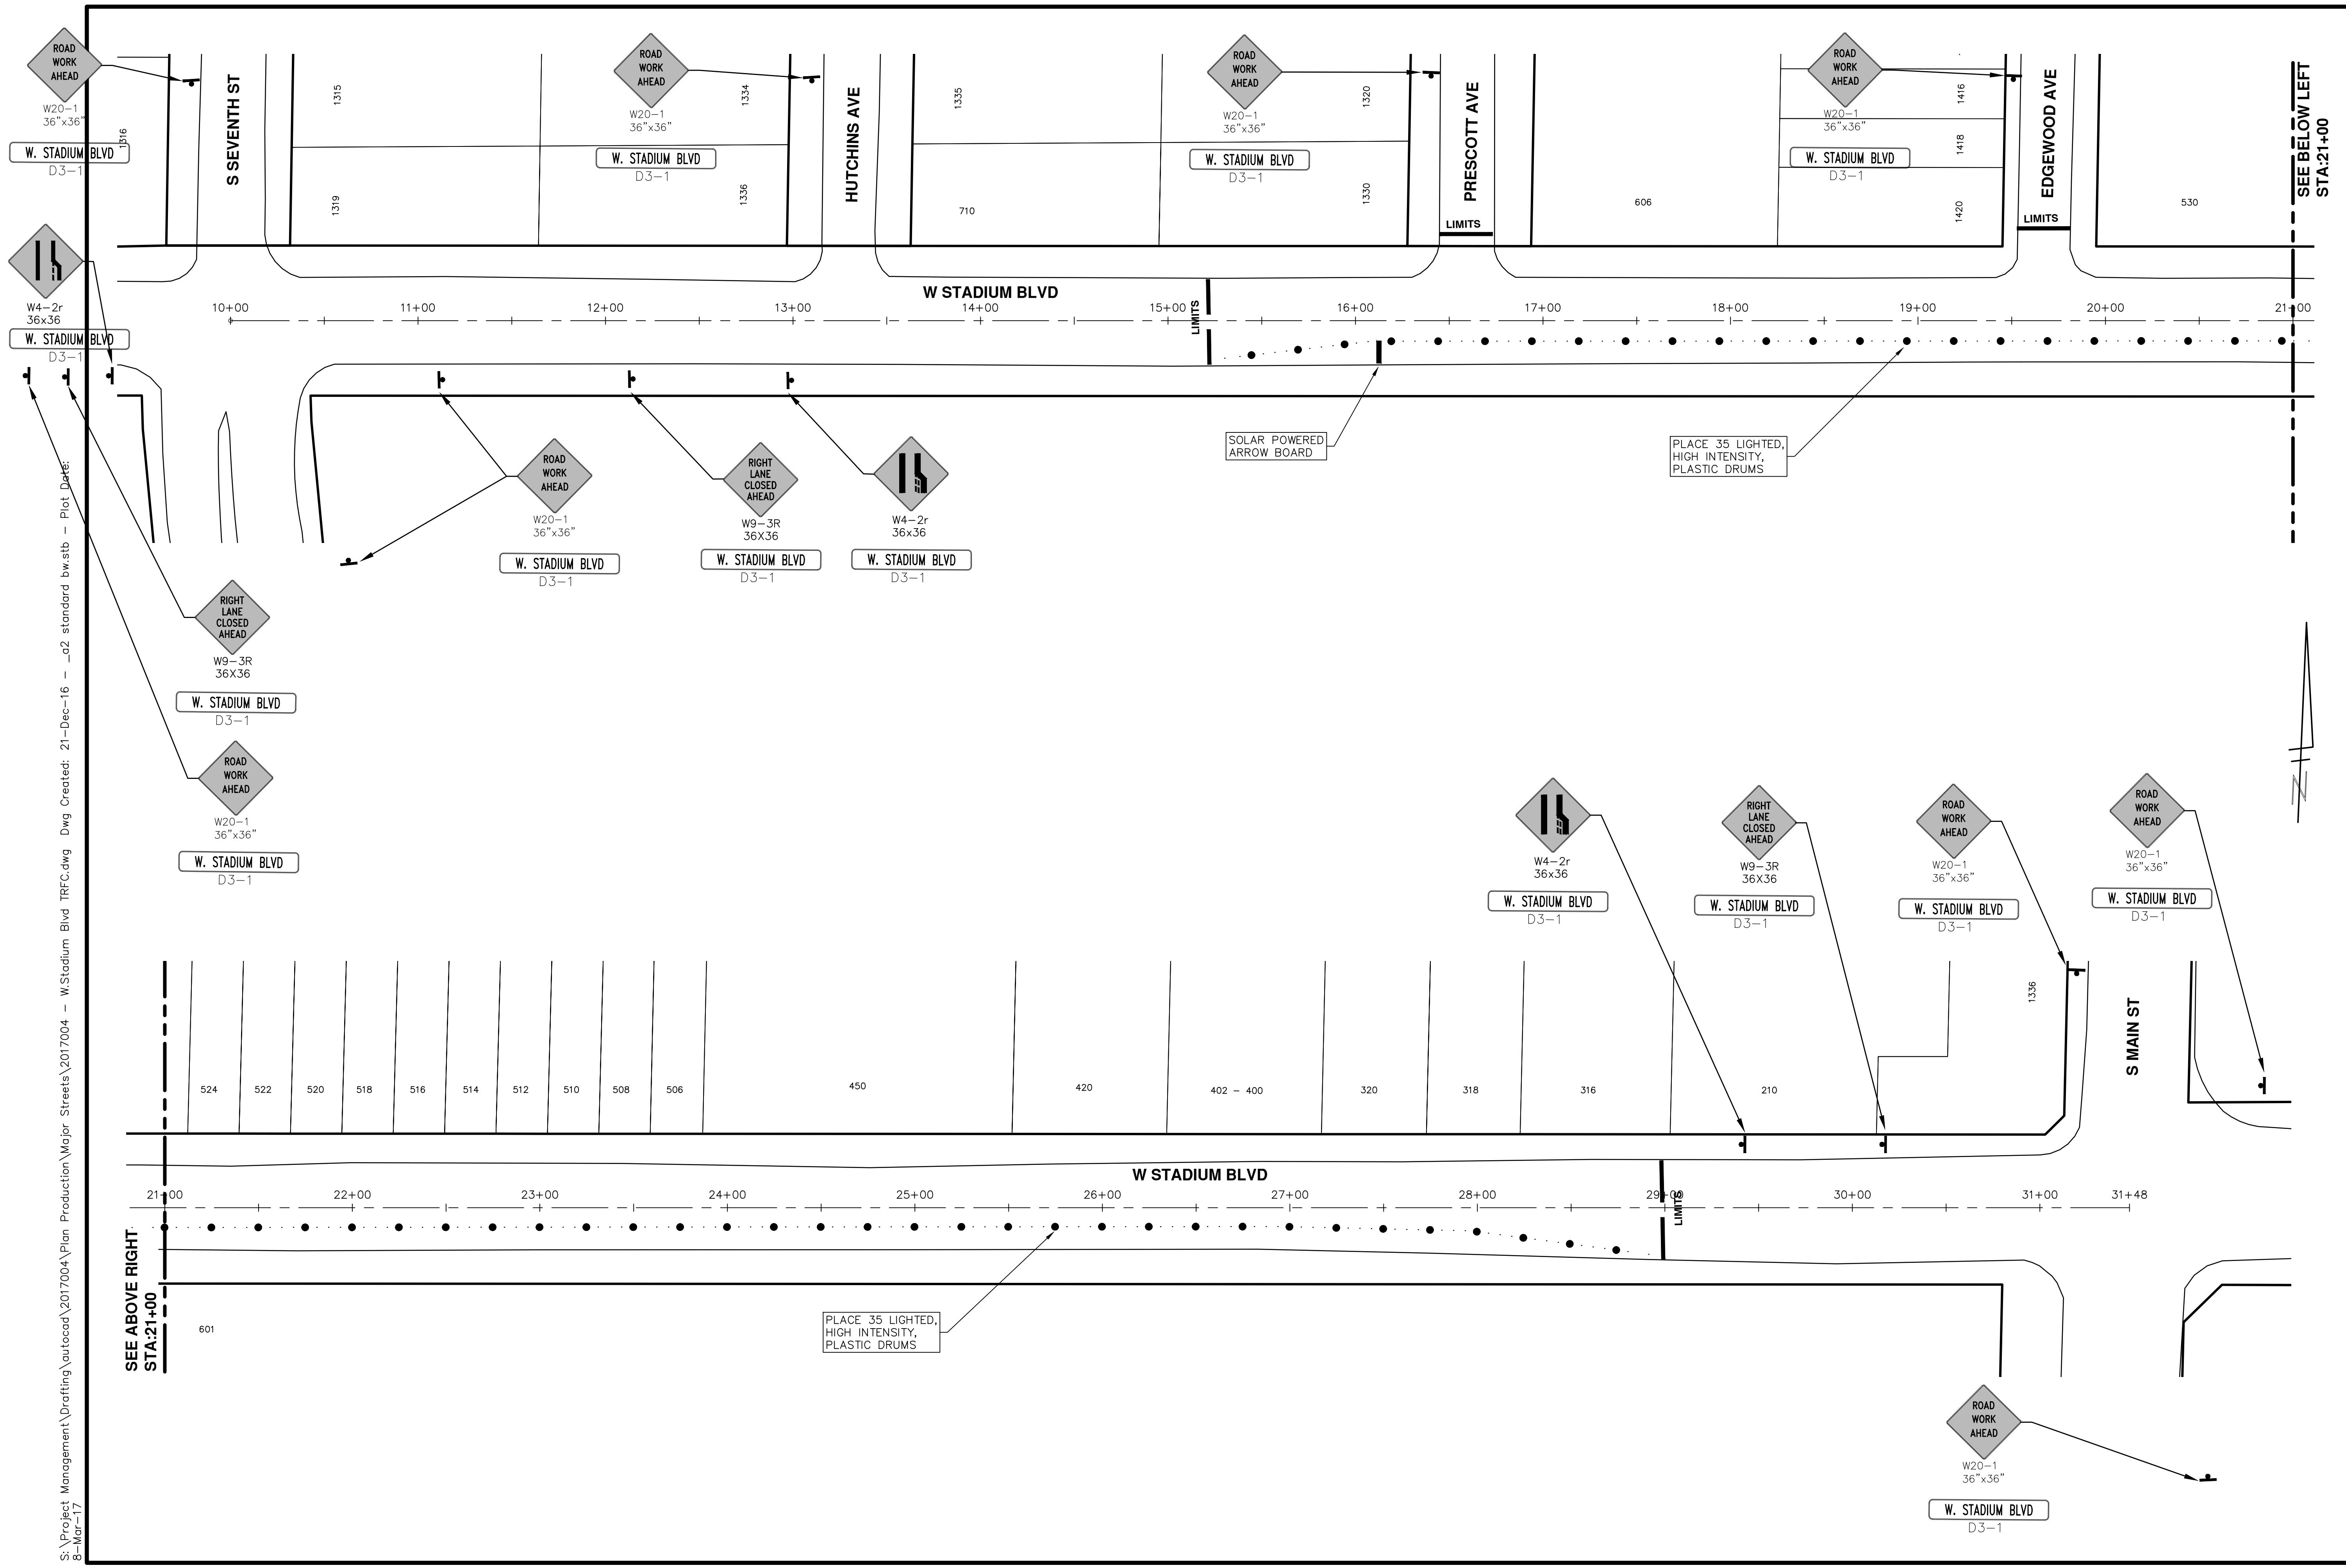 ROAD
WORK
AHEAD
W20-1
36"x36"
W. STADIUM BLVD
D3-1
1316
S SEVENTH ST
1315
1319
ROAD
WORK
AHEAD
W20-1
36"x36"
W. STADIUM BLVD
D3-1
1334
1336
HUTCHINS AVE
1335
710
ROAD
WORK
AHEAD
W20-1
36"x36"
W. STADIUM BLVD
D3-1
1320
1330
PRESCOTT AVE
LIMITS
606
ROAD
WORK
AHEAD
W20-1
36"x36"
W. STADIUM BLVD
D3-1
1416
1418
1420
EDGEWOOD AVE
LIMITS
530
SEE BELOW LEFT
STA:21+00
W4-2r
36x36
W. STADIUM BLVD
D3-1
W STADIUM BLVD
10+00
11+00
12+00
13+00
14+00
15+00
LIMITS
16+00
17+00
18+00
19+00
20+00
21+00
SOLAR POWERED
ARROW BOARD
PLACE 35 LIGHTED,
HIGH INTENSITY,
PLASTIC DRUMS
ROAD
WORK
AHEAD
W20-1
36"x36"
W. STADIUM BLVD
D3-1
RIGHT
LANE
CLOSED
AHEAD
W9-3R
36X36
W. STADIUM BLVD
D3-1
W4-2r
36x36
W. STADIUM BLVD
D3-1
RIGHT
LANE
CLOSED
AHEAD
W9-3R
36X36
W. STADIUM BLVD
D3-1
ROAD
WORK
AHEAD
W20-1
36"x36"
W. STADIUM BLVD
D3-1
N
W4-2r
36x36
W. STADIUM BLVD
D3-1
RIGHT
LANE
CLOSED
AHEAD
W9-3R
36X36
W. STADIUM BLVD
D3-1
ROAD
WORK
AHEAD
W20-1
36"x36"
W. STADIUM BLVD
D3-1
ROAD
WORK
AHEAD
W20-1
36"x36"
W. STADIUM BLVD
D3-1
524
522
520
518
516
514
512
510
508
506
450
420
402 - 400
320
318
316
210
1336
S MAIN ST
W STADIUM BLVD
21+00
22+00
23+00
24+00
25+00
26+00
27+00
28+00
29+00
LIMITS
30+00
31+00
31+48
SEE ABOVE RIGHT
STA:21+00
601
PLACE 35 LIGHTED,
HIGH INTENSITY,
PLASTIC DRUMS
ROAD
WORK
AHEAD
W20-1
36"x36"
W. STADIUM BLVD
D3-1
S:\Project Management\Drafting\autocad\2017004\Plan Production\Major Streets\2017004 - W.Stadium Blvd TRFC.dwg Dwg Created: 21-Dec-16 - _a2 standard bw.stb - Plot Date:
8-Mar-17